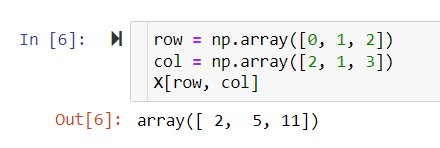 In [6]: row = np.array([0, 1, 2])
col = np.array([2, 1, 3])
X[row, col]
Out[6]: array([ 2,  5, 11])